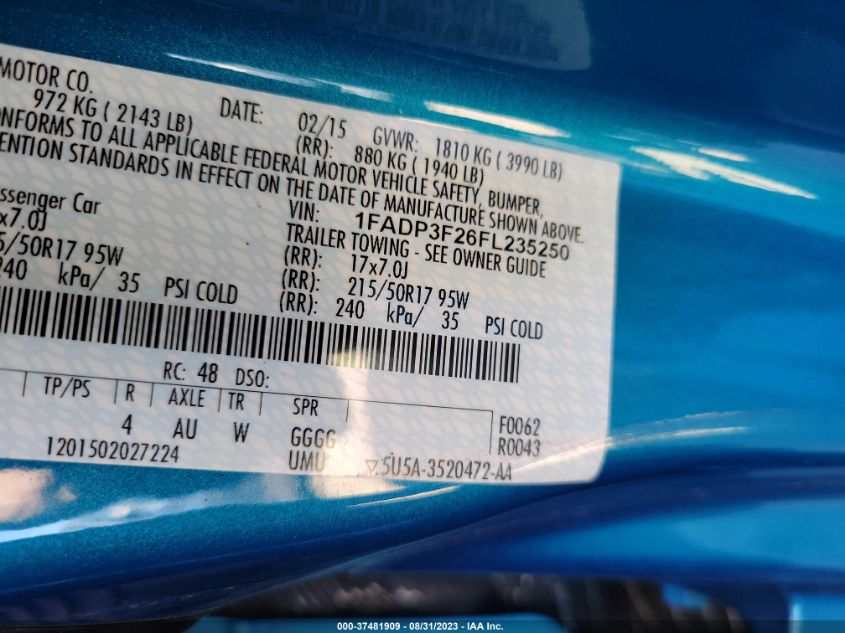 MOTOR CO.
DATE: 02/15 GVWR: 1810 KG ( 3990 LB)
972 KG ( 2143 LB) (RR): 880 KG ( 1940 LB)
CONFORMS TO ALL APPLICABLE FEDERAL MOTOR VEHICLE SAFETY, BUMPER,
STANDARDS IN EFFECT ON THE DATE OF MANUFACTURE SHOWN ABOVE.
VIN: 1FADP3F26FL235250
Car TRAILER TOWING - SEE OWNER GUIDE
x7.0J (RR): 17x7.0J
5/50R17 95W (RR): 215/50R17 95W
240 kPa/ 35 PSI COLD (RR): 240 kPa/ 35 PSI COLD
RC: 48 DSO:
TP/PS R AXLE TR SPR
4 AU W GGGG F0062
1201502027224 UMU 5U5A-3520472-AA R0043
000-37481909 - 08/31/2023 - IAA Inc.